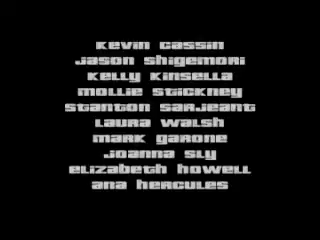 Kevin Cassin
Jason Shigemori
Kelly Kinsella
Mollie Stickney
Stanton Sarjeant
Laura Walsh
Mark Garone
Joanna Sly
Elizabeth Howell
Ana Hercules